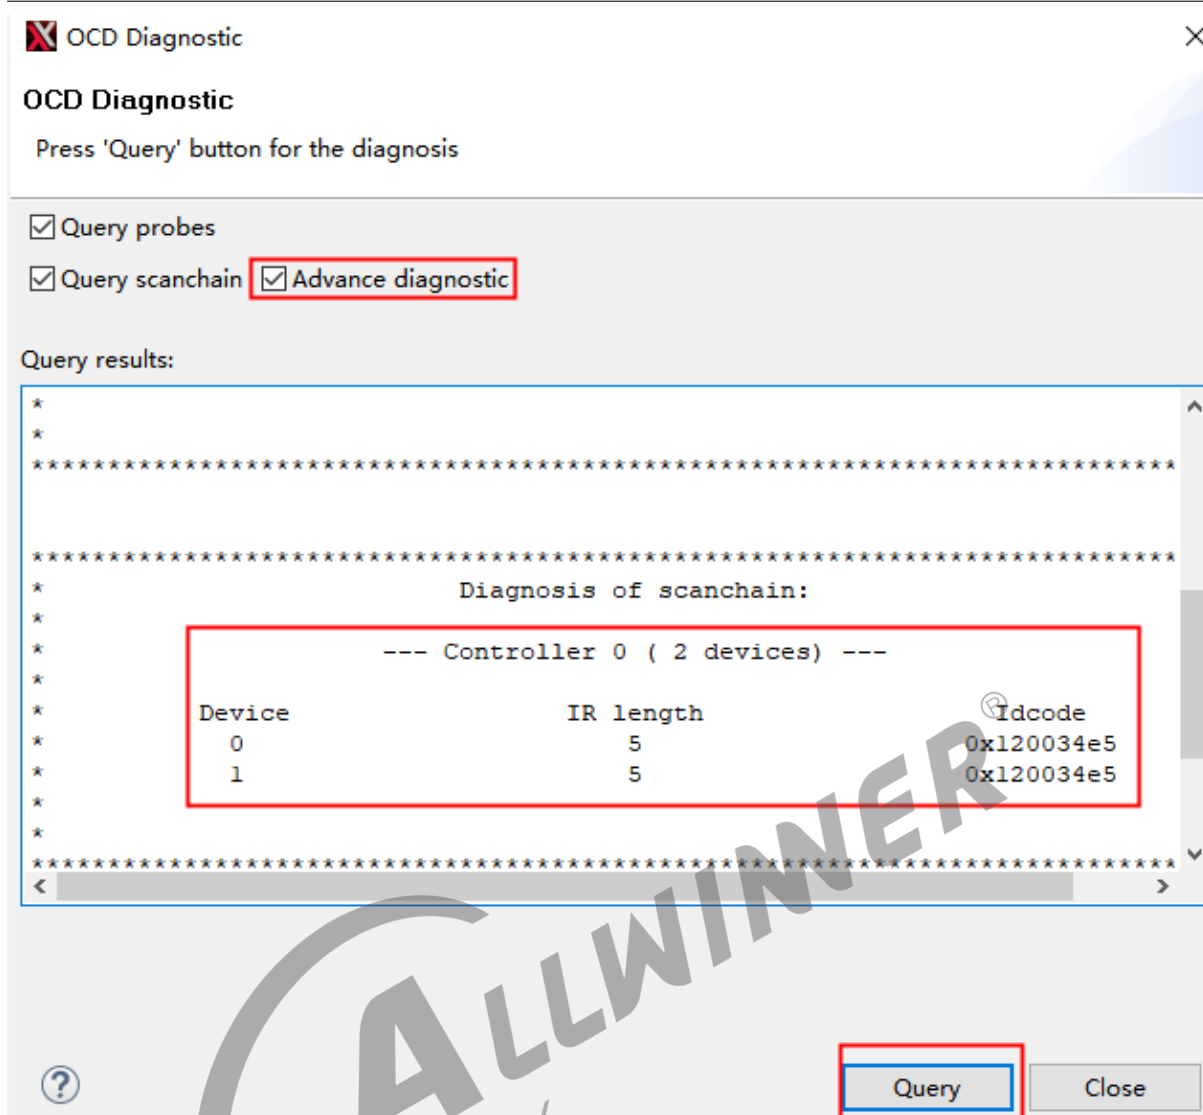 OCD Diagnostic
OCD Diagnostic
Press 'Query' button for the diagnosis
Query probes
Query scanchain Advance diagnostic
Query results:
*
*
****************************************************************************
****************************************************************************
* Diagnosis of scanchain:
*
* --- Controller 0 ( 2 devices) ---
*
* Device IR length Idcode
* 0 5 0x120034e5
* 1 5 0x120034e5
*
*
****************************************************************************
ALLWINNER®
Query Close